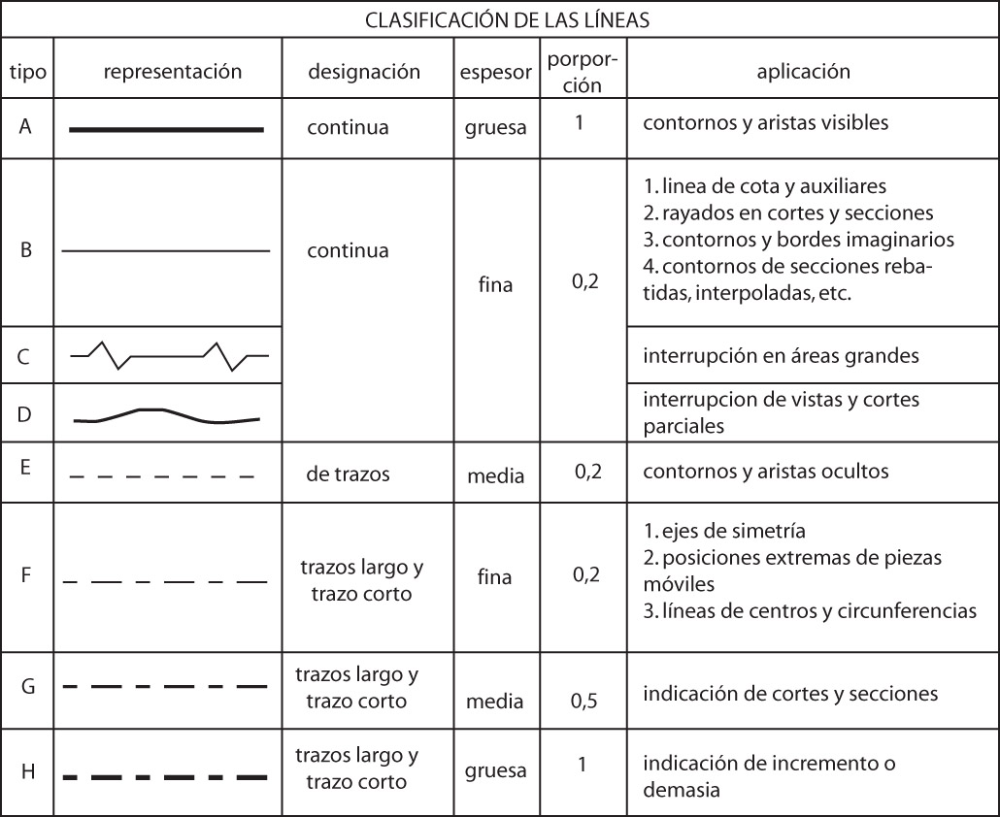 CLASIFICACIÓN DE LAS LÍNEAS
tipo representación designación espesor porpor-
ción aplicación
A continua gruesa 1 contornos y aristas visibles
B continua fina 0,2 1. linea de cota y auxiliares
2. rayados en cortes y secciones
3. contornos y bordes imaginarios
4. contornos de secciones reba-
tidas, interpoladas, etc.
C interrupción en áreas grandes
D interrupcion de vistas y cortes
parciales
E de trazos media 0,2 contornos y aristas ocultos
F trazos largo y
trazo corto fina 0,2 1. ejes de simetría
2. posiciones extremas de piezas
móviles
3. líneas de centros y circunferencias
G trazos largo y
trazo corto media 0,5 indicación de cortes y secciones
H trazos largo y
trazo corto gruesa 1 indicación de incremento o
demasia